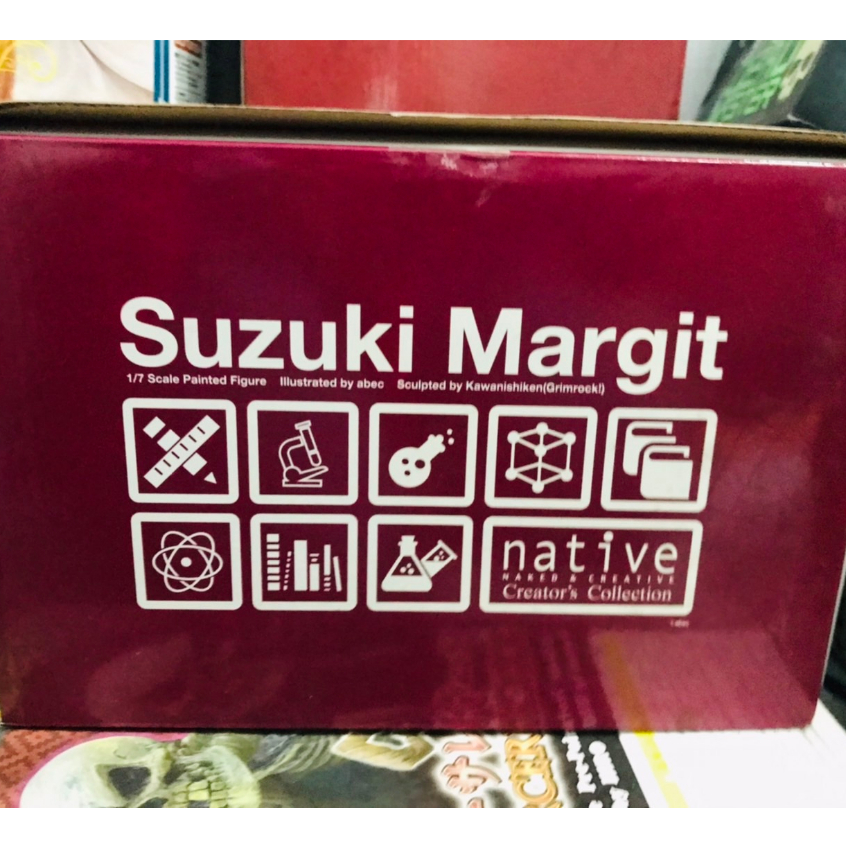 Suzuki Margit
1/7 Scale Painted Figure Illustrated by abec Sculpted by Kawanishiken(Grimrock!)
native
NAKED & CREATIVE
Creator's Collection